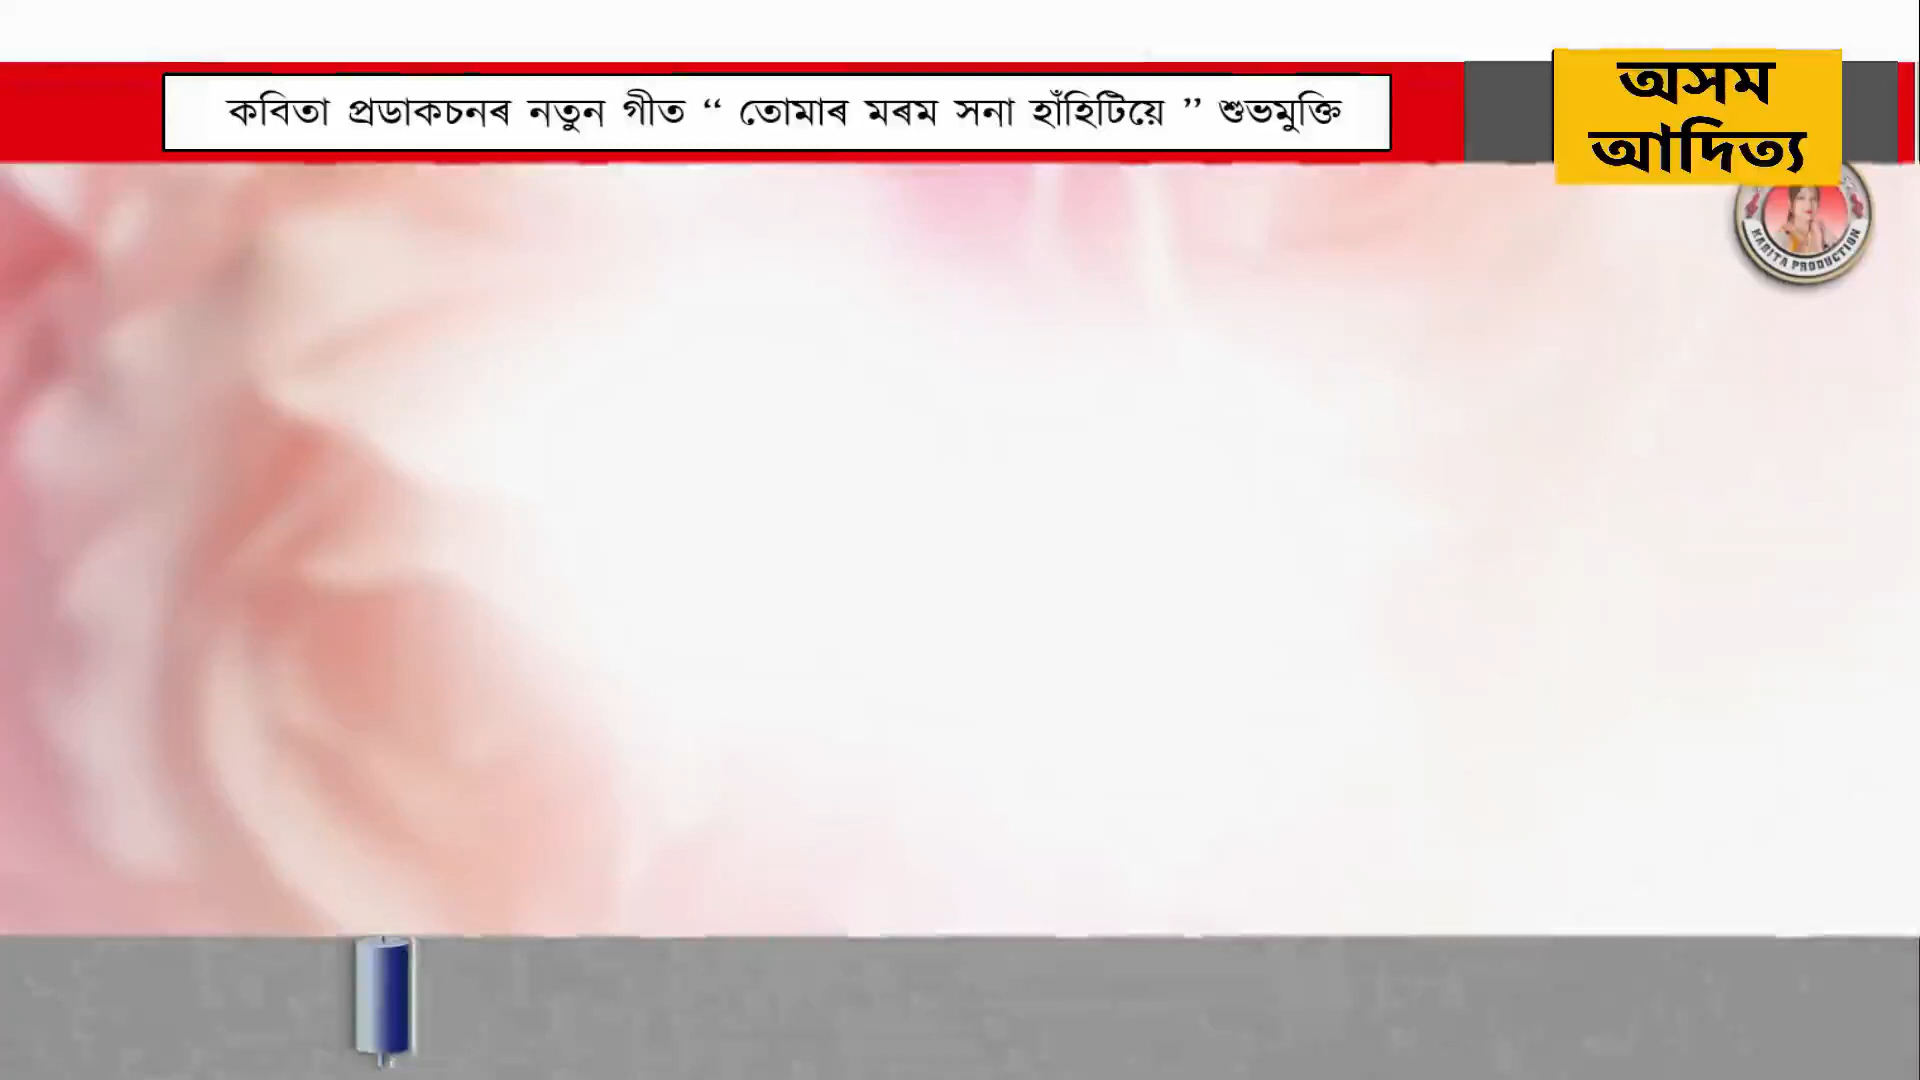 কবিতা প্ৰডাকচনৰ নতুন গীত “ তোমাৰ মৰম সনা হাঁহিটিয়ে ” শুভমুক্তি
অসম
আদিত্য
KABITA PRODUCTION